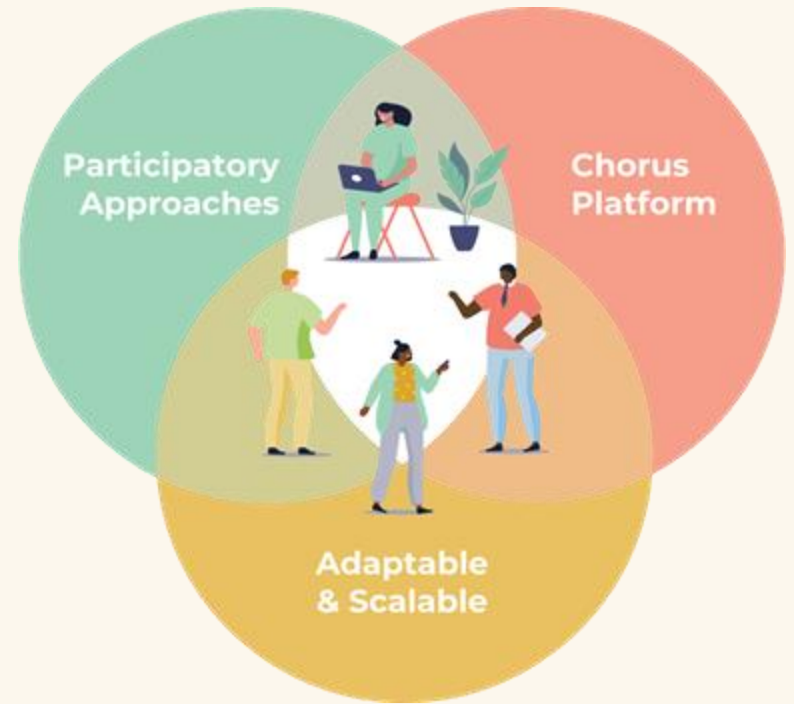 Participatory
Approaches
Chorus
Platform
Adaptable
& Scalable